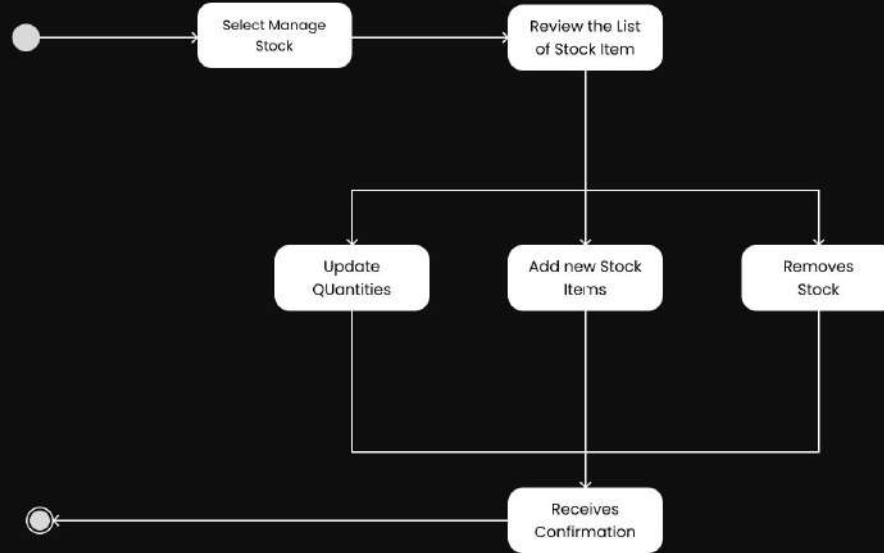 Select Manage
Stock
Review the List
of Stock Item
Update
QUantities
Add new Stock
Items
Removes
Stock
Receives
Confirmation